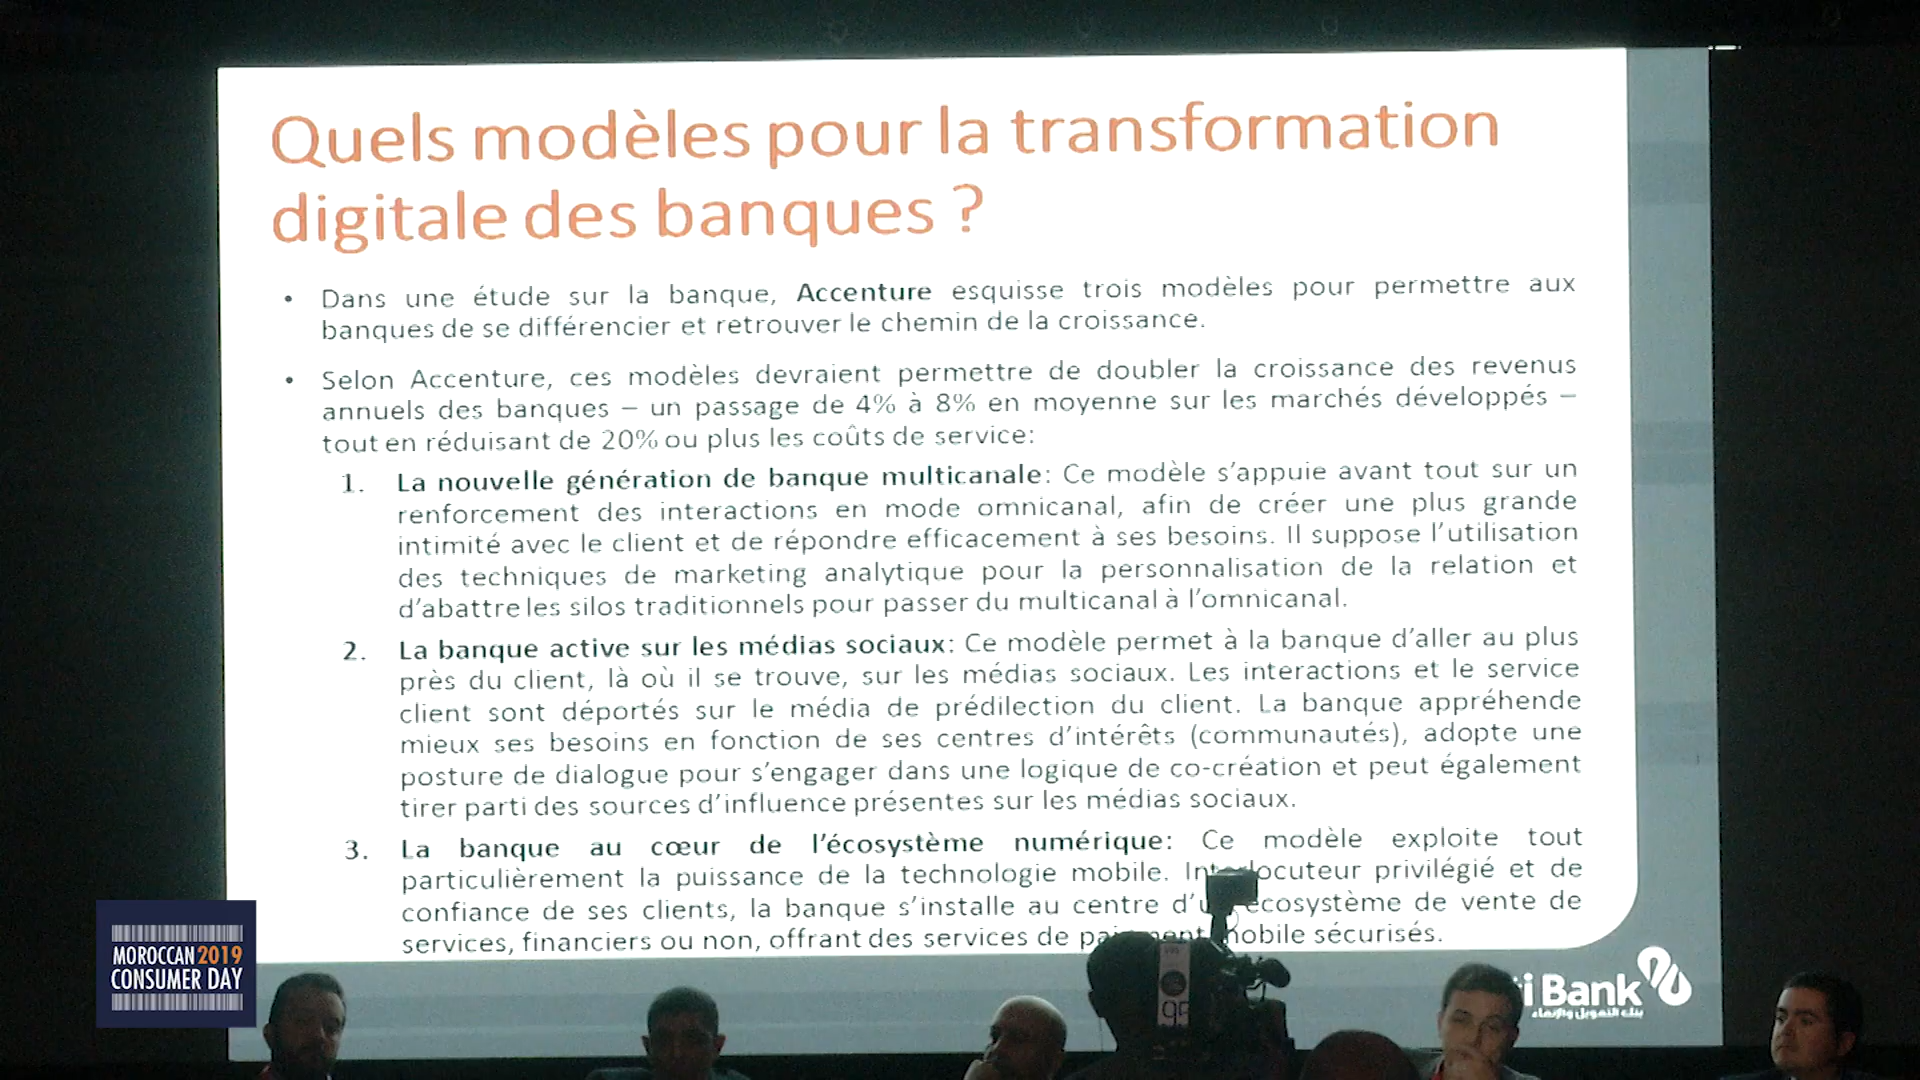 Quels modèles pour la transformation
digitale des banques ?
• Dans une étude sur la banque, Accenture esquisse trois modèles pour permettre aux
banques de se différencier et retrouver le chemin de la croissance.
• Selon Accenture, ces modèles devraient permettre de doubler la croissance des revenus
annuels des banques – un passage de 4% à 8% en moyenne sur les marchés développés –
tout en réduisant de 20% ou plus les coûts de service:
1. La nouvelle génération de banque multicanale: Ce modèle s’appuie avant tout sur un
renforcement des interactions en mode omnicanal, afin de créer une plus grande
intimité avec le client et de répondre efficacement à ses besoins. Il suppose l’utilisation
des techniques de marketing analytique pour la personnalisation de la relation et
d’abattre les silos traditionnels pour passer du multicanal à l’omnicanal.
2. La banque active sur les médias sociaux: Ce modèle permet à la banque d’aller au plus
près du client, là où il se trouve, sur les médias sociaux. Les interactions et le service
client sont déportés sur le média de prédilection du client. La banque appréhende
mieux ses besoins en fonction de ses centres d’intérêts (communautés), adopte une
posture de dialogue pour s’engager dans une logique de co-création et peut également
tirer parti des sources d’influence présentes sur les médias sociaux.
3. La banque au cœur de l’écosystème numérique: Ce modèle exploite tout
particulièrement la puissance de la technologie mobile. Interlocuteur privilégié et de
confiance de ses clients, la banque s’installe au centre d’un écosystème de vente de
services, financiers ou non, offrant des services de paiement mobile sécurisés.
MOROCCAN 2019
CONSUMER DAY
i Bank
بنك التمويل والإنماء
95